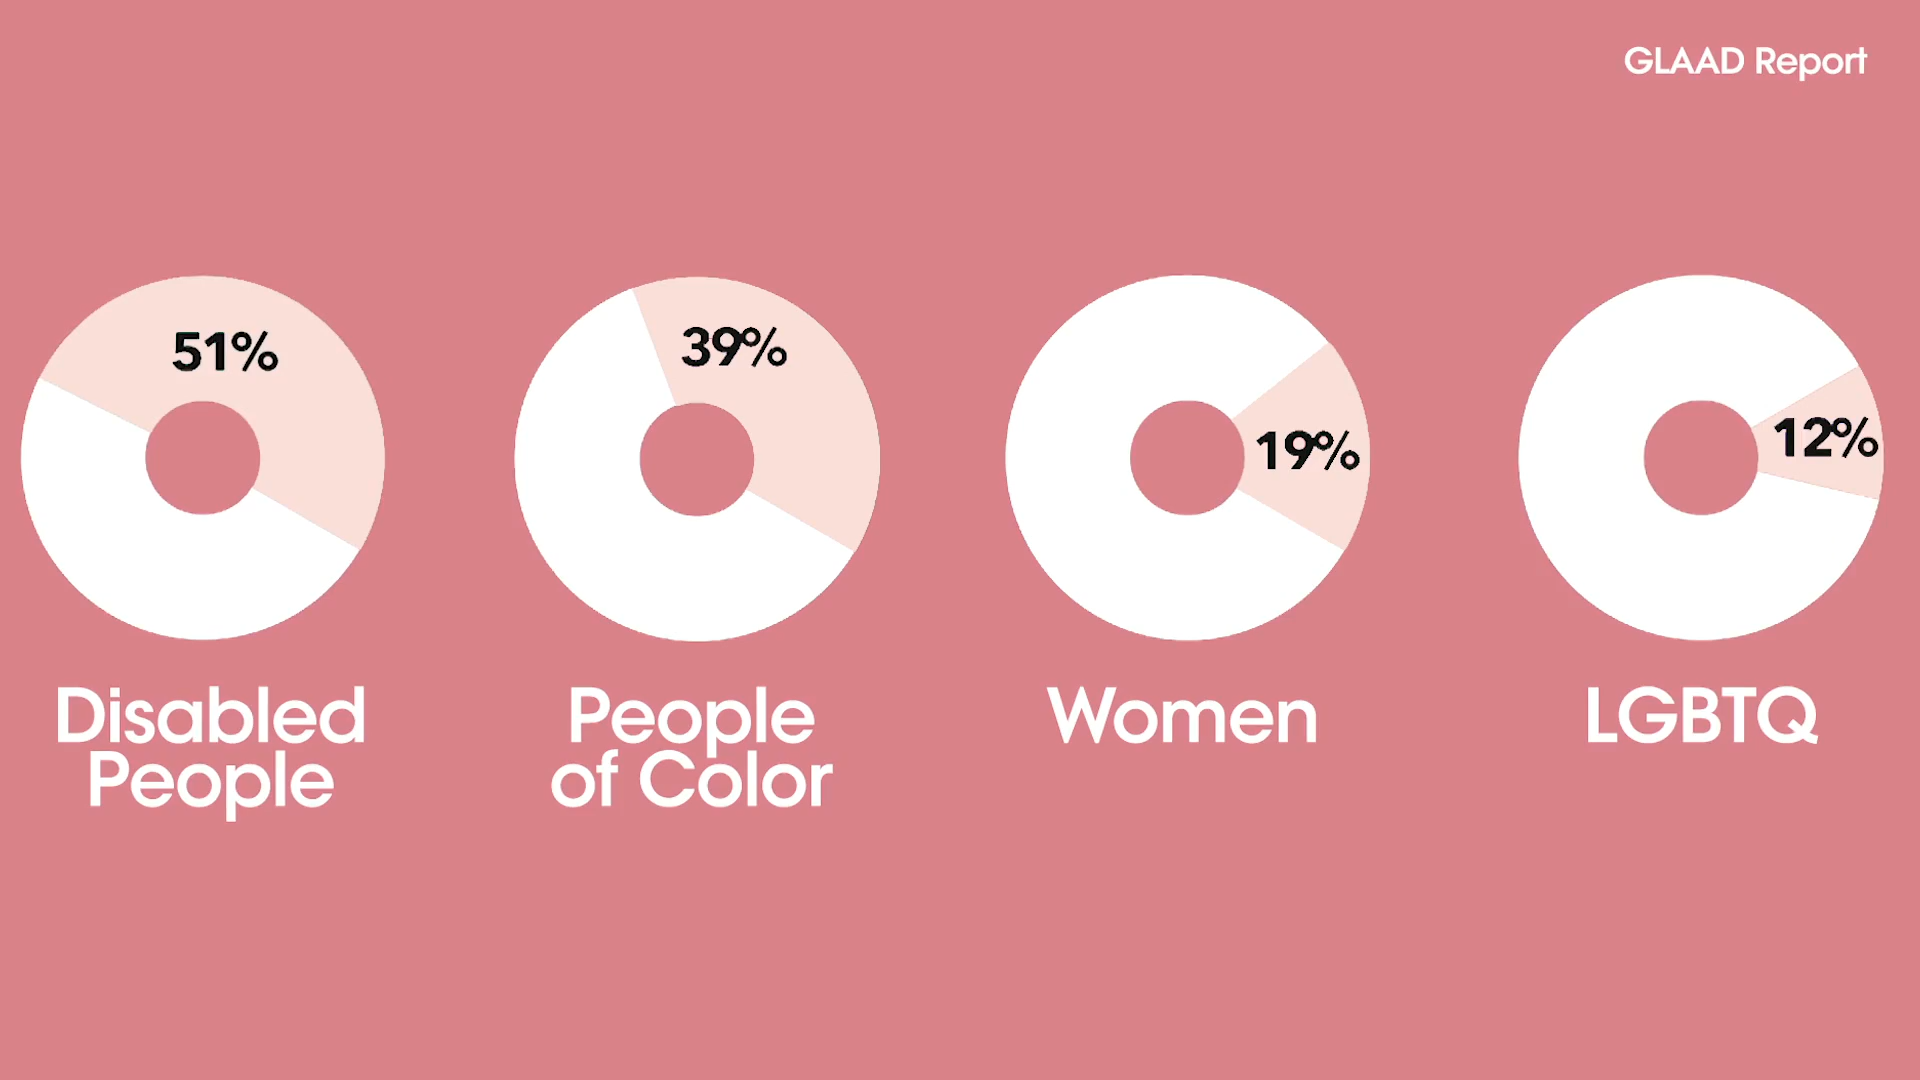 GLAAD Report
51%
39%
19%
12%
Disabled
People
People
of Color
Women
LGBTQ